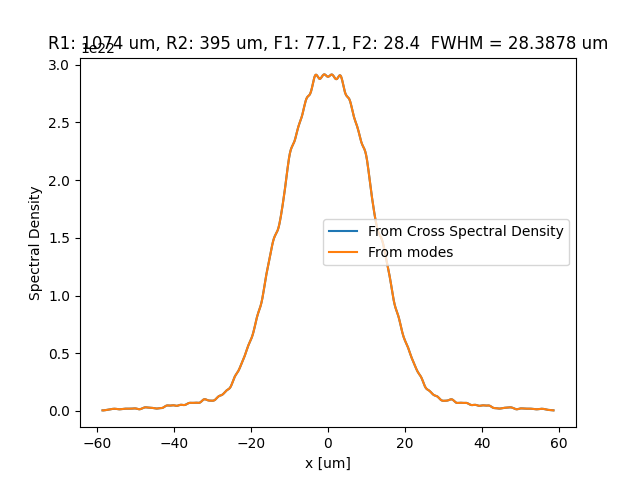 R1: 1074 um, R2: 395 um, F1: 77.1, F2: 28.4  FWHM = 28.3878 um
1e22
3.0
2.5
2.0
1.5
1.0
0.5
0.0
Spectral Density
From Cross Spectral Density
From modes
−60
−40
−20
0
20
40
60
x [um]